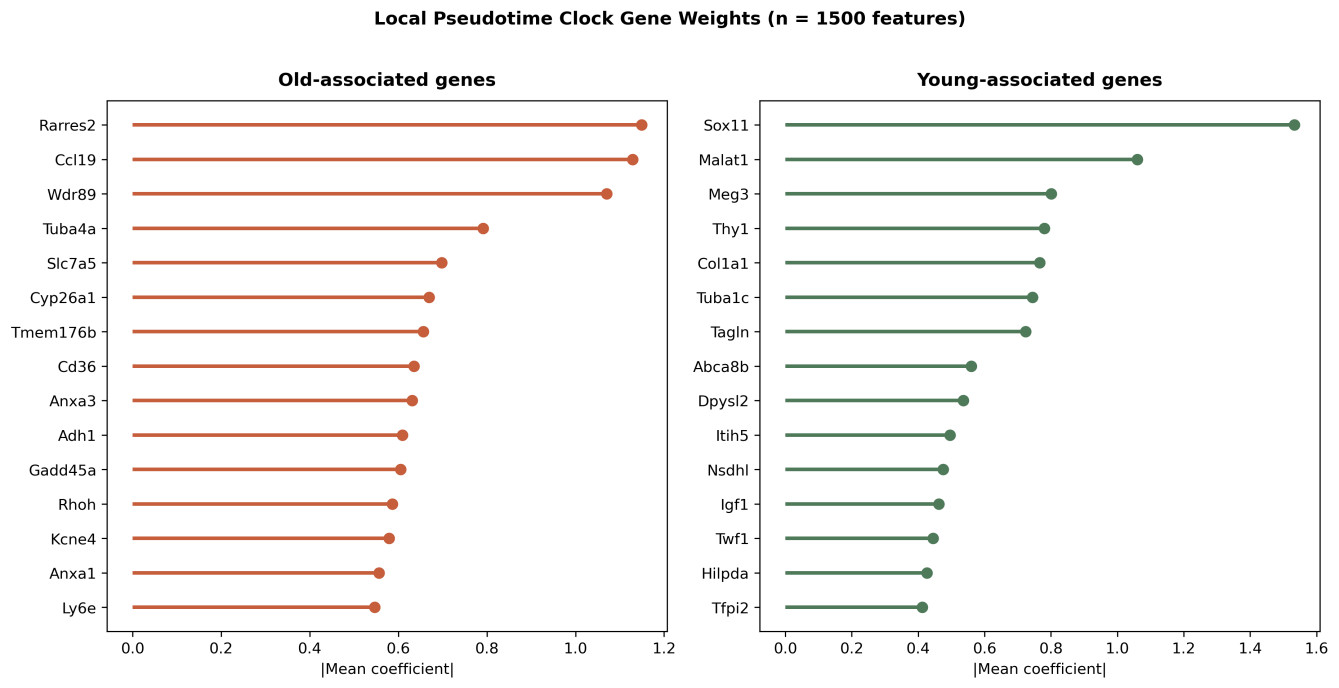 Local Pseudotime Clock Gene Weights (n = 1500 features)
Old-associated genes
Rarres2
Ccl19
Wdr89
Tuba4a
Slc7a5
Cyp26a1
Tmem176b
Cd36
Anxa3
Adh1
Gadd45a
Rhoh
Kcne4
Anxa1
Ly6e
0.0 0.2 0.4 0.6 0.8 1.0 1.2
|Mean coefficient|
Young-associated genes
Sox11
Malat1
Meg3
Thy1
Col1a1
Tuba1c
Tagln
Abca8b
Dpysl2
Itih5
Nsdhl
Igf1
Twf1
Hilpda
Tfpi2
0.0 0.2 0.4 0.6 0.8 1.0 1.2 1.4 1.6
|Mean coefficient|